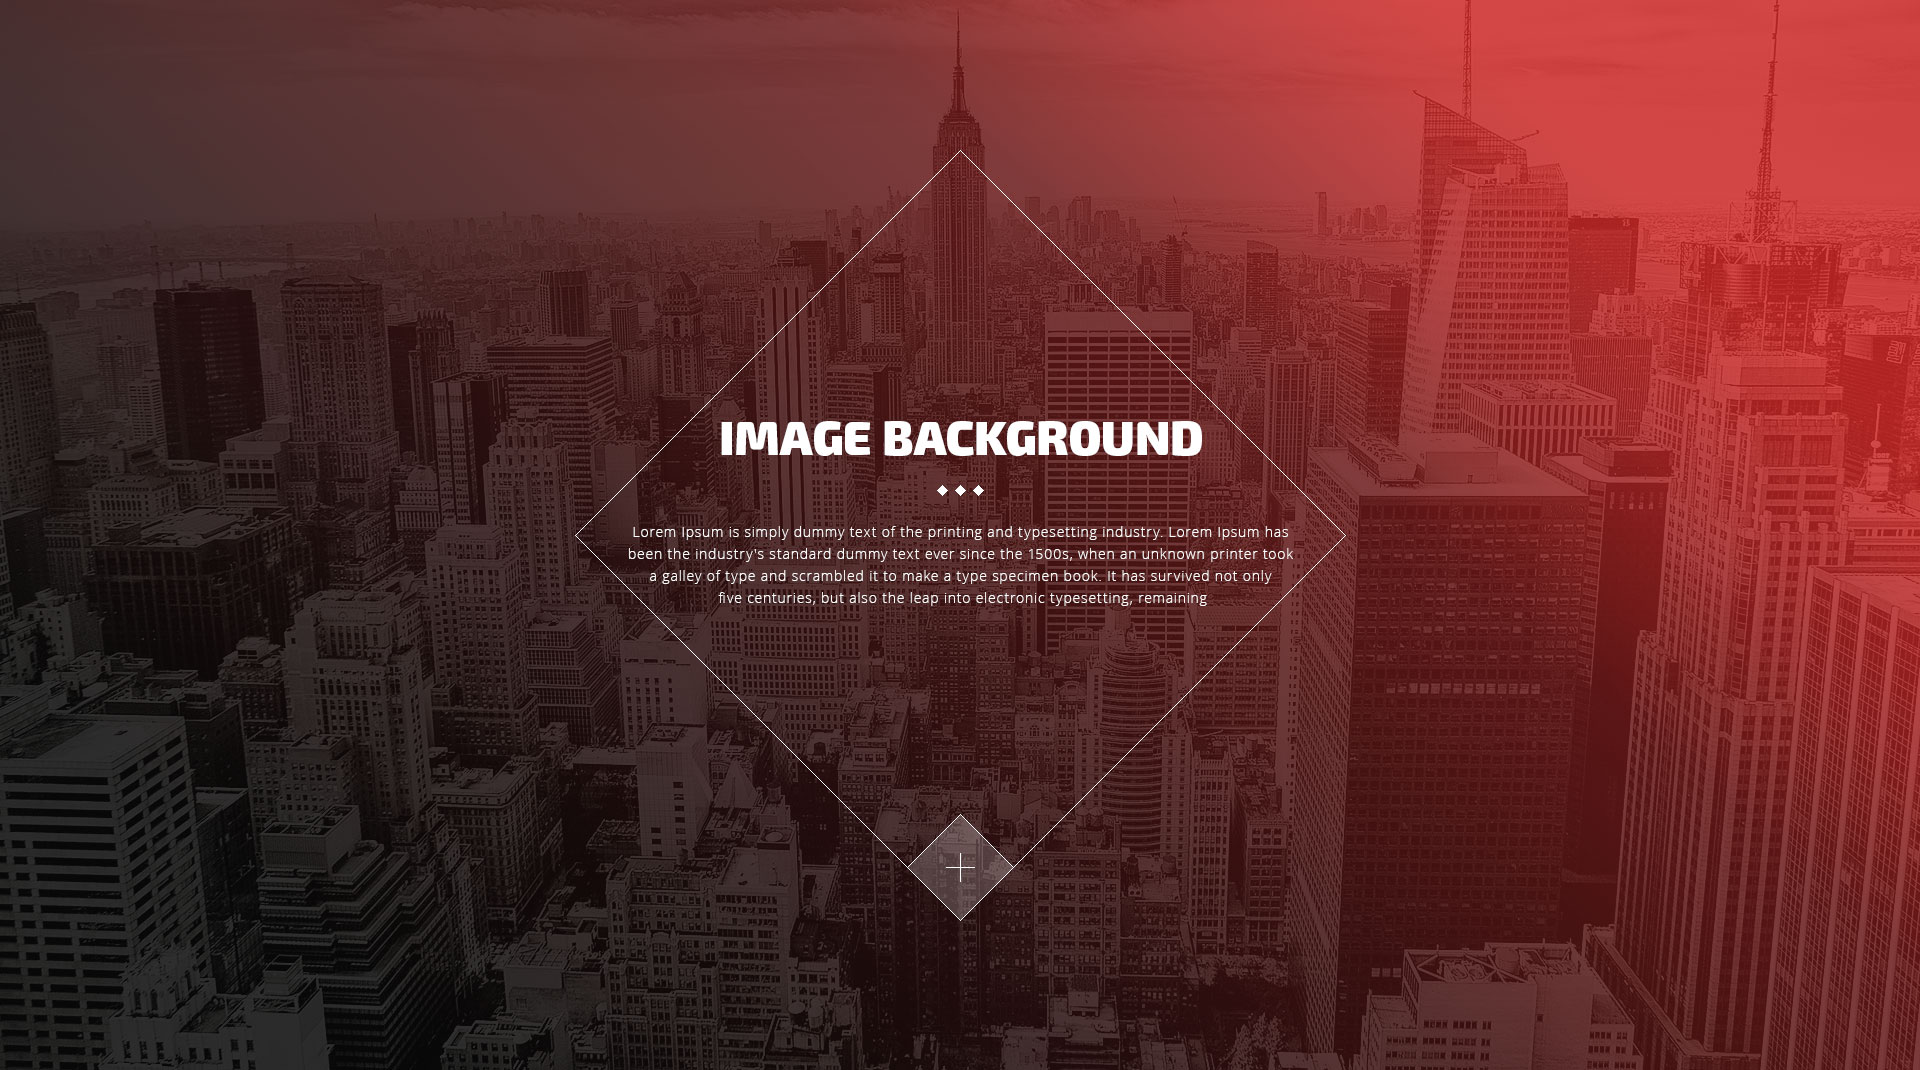 IMAGE BACKGROUND
Lorem Ipsum is simply dummy text of the printing and typesetting industry. Lorem Ipsum has
been the industry's standard dummy text ever since the 1500s, when an unknown printer took
a galley of type and scrambled it to make a type specimen book. It has survived not only
five centuries, but also the leap into electronic typesetting, remaining